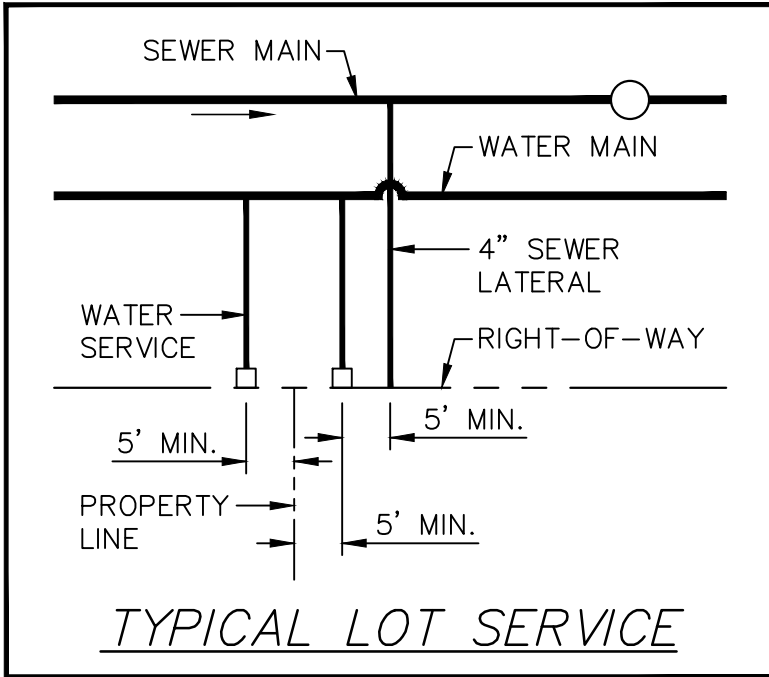 SEWER MAIN
WATER MAIN
4” SEWER
LATERAL
WATER
SERVICE
RIGHT-OF-WAY
5' MIN.
5' MIN.
PROPERTY
LINE
5' MIN.
TYPICAL LOT SERVICE